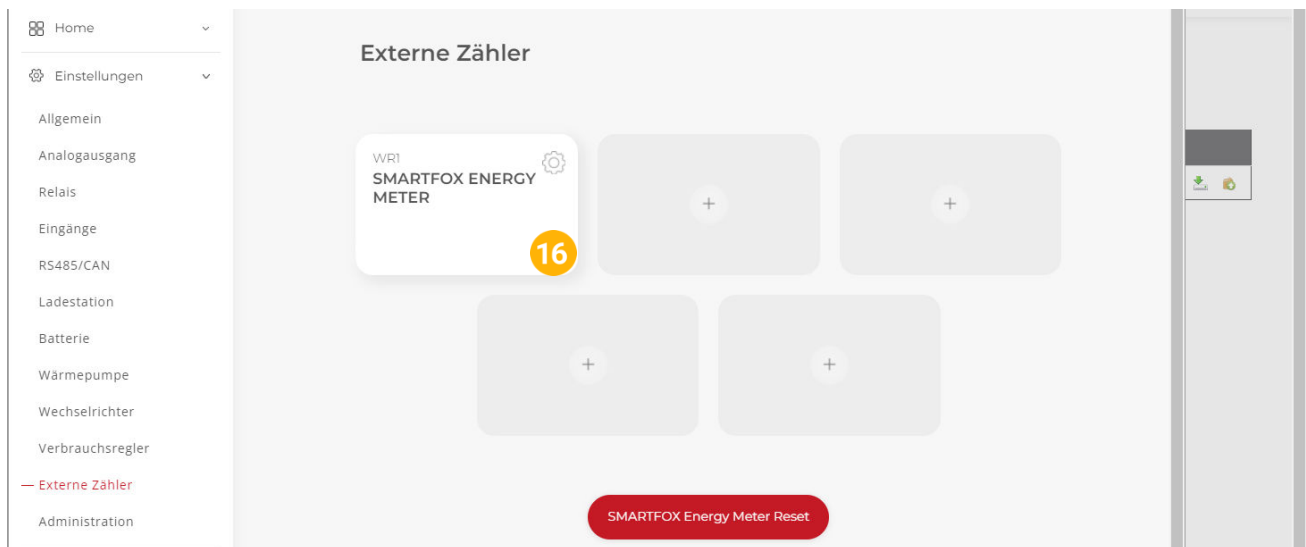 Home
Einstellungen
Allgemein
Analogausgang
Relais
Eingänge
RS485/CAN
Ladestation
Batterie
Wärmepumpe
Wechselrichter
Verbrauchsregler
Externe Zähler
Administration
Externe Zähler
WR1
SMARTFOX ENERGY
METER
16
SMARTFOX Energy Meter Reset